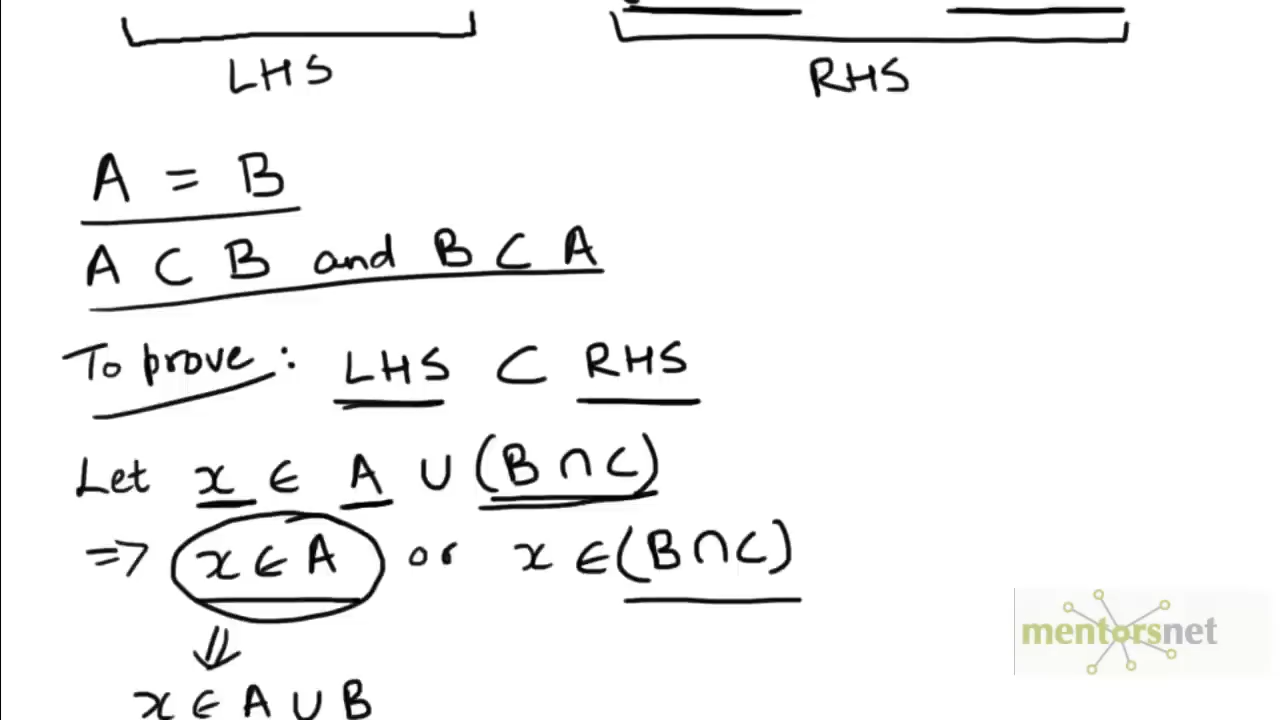 LHS RHS
A = B
A ⊂ B and B ⊂ A
To prove : LHS ⊂ RHS
Let x ∈ A ∪ (B ∩ C)
=> x ∈ A or x ∈ (B ∩ C)
⇓
x ∈ A ∪ B
mentorsnet